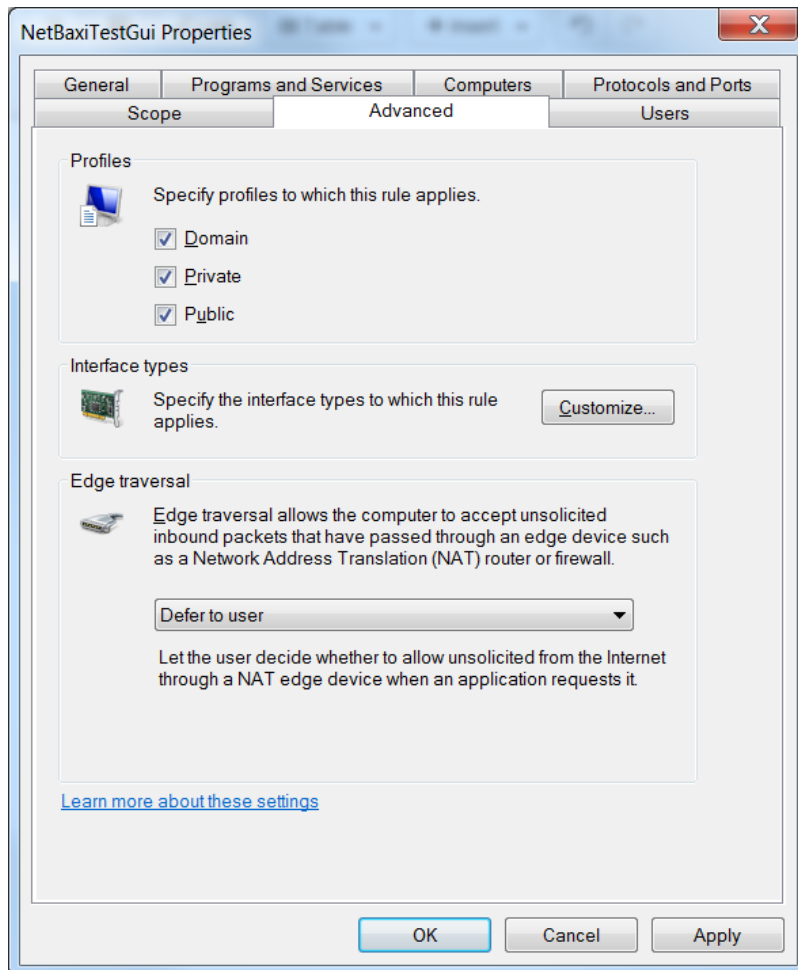 NetBaxiTestGui Properties
X
General
Programs and Services
Computers
Protocols and Ports
Scope
Advanced
Users
Profiles
Specify profiles to which this rule applies.
Domain
Private
Public
Interface types
Specify the interface types to which this rule
applies.
Customize...
Edge traversal
Edge traversal allows the computer to accept unsolicited
inbound packets that have passed through an edge device such
as a Network Address Translation (NAT) router or firewall.
Defer to user
Let the user decide whether to allow unsolicited from the Internet
through a NAT edge device when an application requests it.
Learn more about these settings
OK
Cancel
Apply